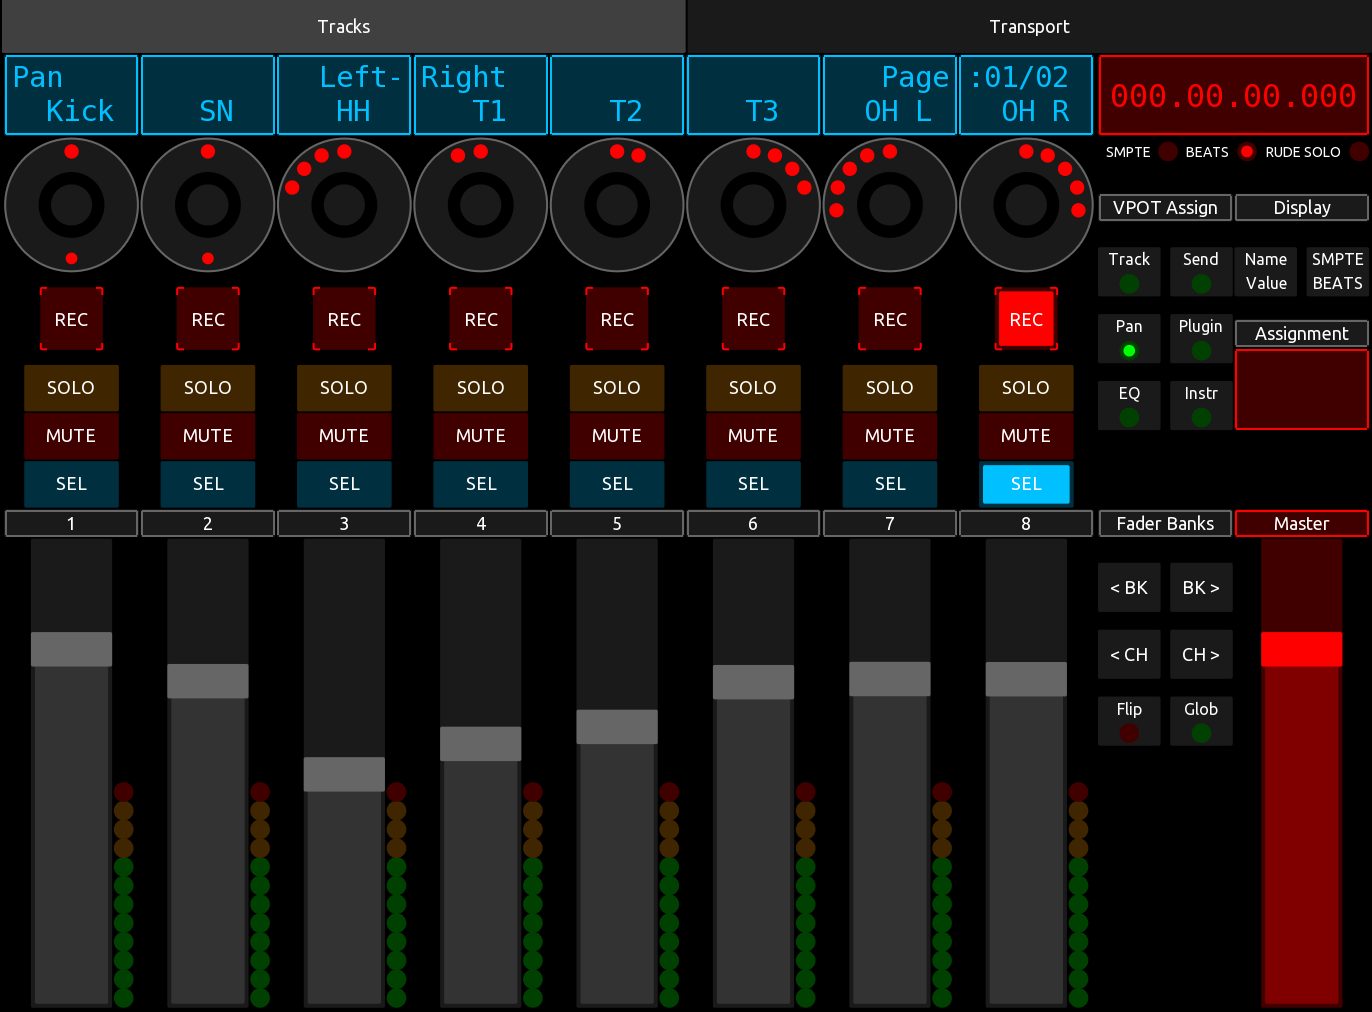 Tracks
Transport
Pan Left- Right Page :01/02
Kick SN HH T1 T2 T3 OH L OH R
000.00.00.000
SMPTE BEATS RUDE SOLO
VPOT Assign Display
Track Send Name Value SMPTE BEATS
Pan Plugin
Assignment
EQ Instr
REC REC REC REC REC REC REC REC
SOLO SOLO SOLO SOLO SOLO SOLO SOLO SOLO
MUTE MUTE MUTE MUTE MUTE MUTE MUTE MUTE
SEL SEL SEL SEL SEL SEL SEL SEL
1 2 3 4 5 6 7 8
Fader Banks Master
< BK BK >
< CH CH >
Flip Glob